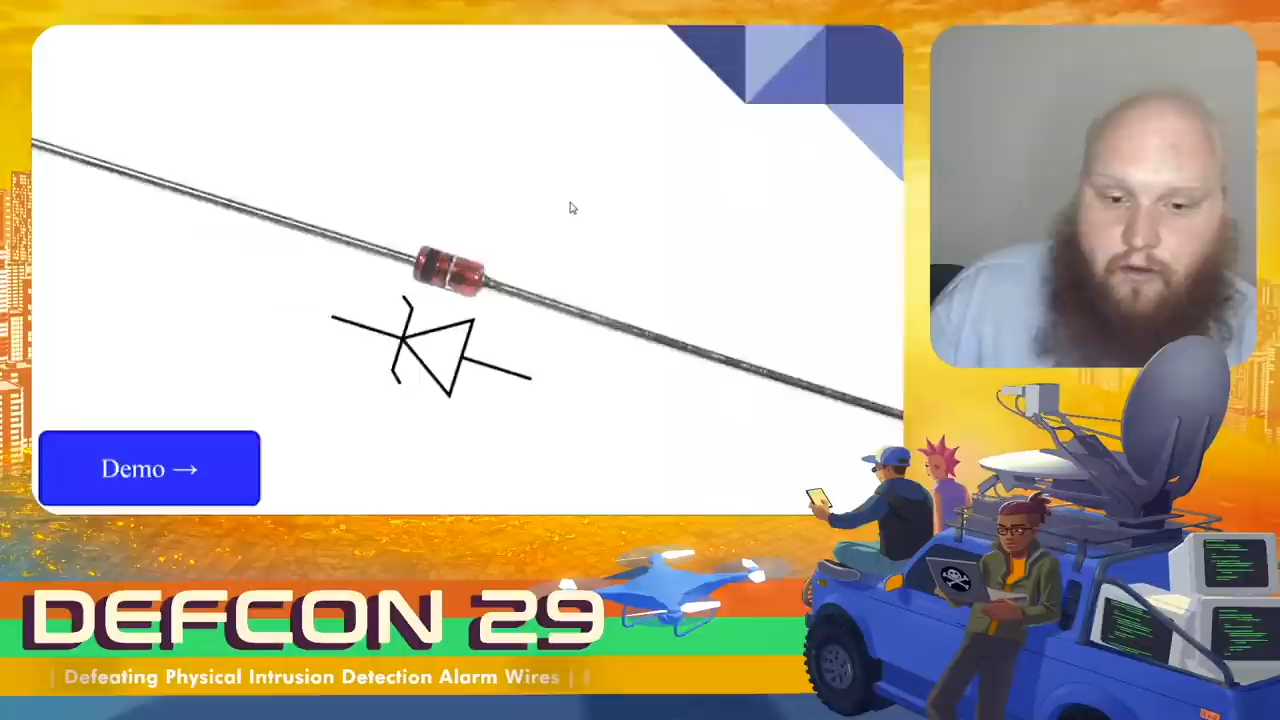 Demo →
DEFCON 29
| Defeating Physical Intrusion Detection Alarm Wires |